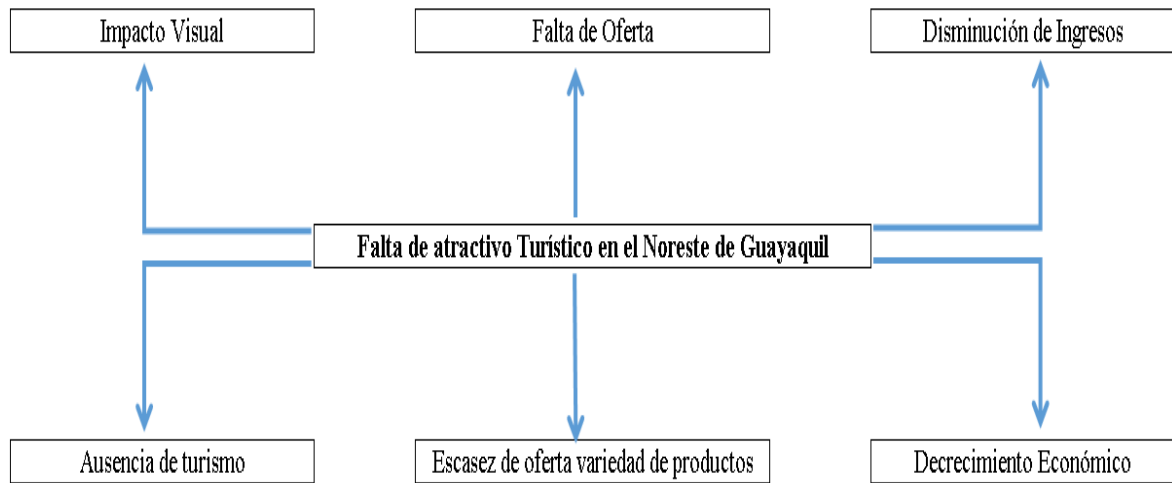 Impacto Visual
Falta de Oferta
Disminución de Ingresos
Falta de atractivo Turístico en el Noreste de Guayaquil
Ausencia de turismo
Escasez de oferta variedad de productos
Decrecimiento Económico